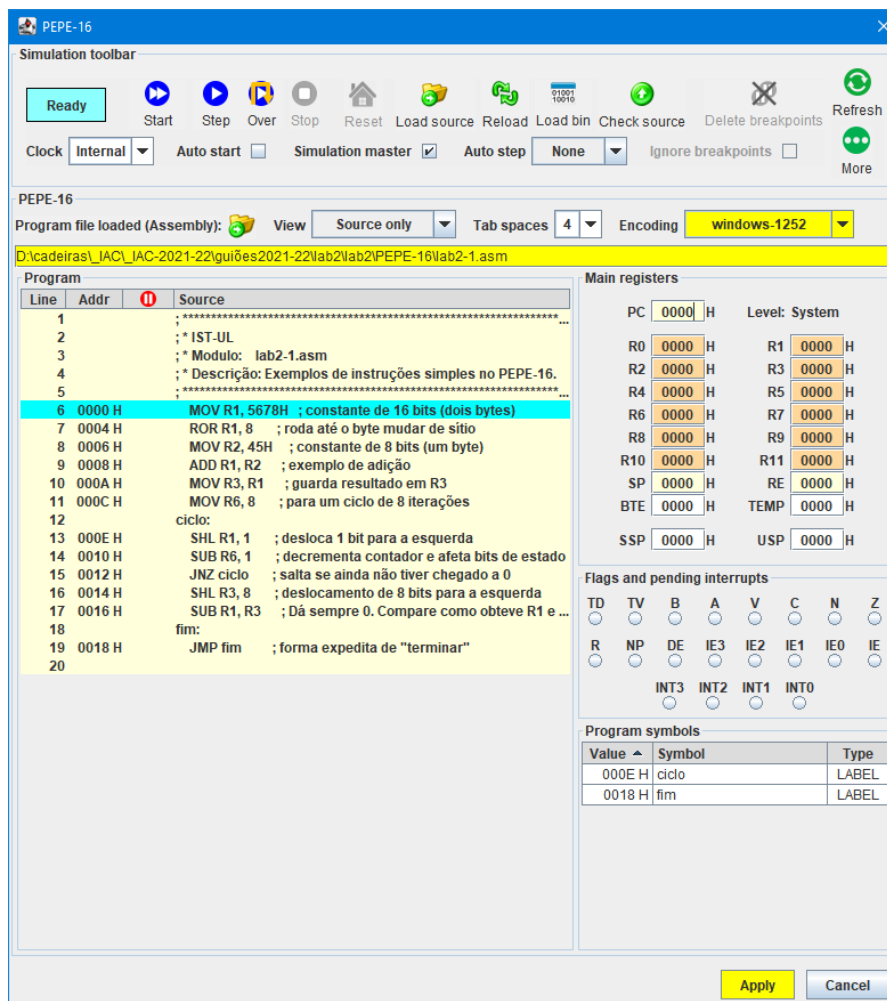 PEPE-16
Simulation toolbar
Ready
Start Step Over Stop Reset Load source Reload Load bin Check source Delete breakpoints Refresh
Clock Internal Auto start Simulation master Auto step None Ignore breakpoints More
PEPE-16
Program file loaded (Assembly): View Source only Tab spaces 4 Encoding windows-1252
D:\cadeiras\_IAC\_IAC-2021-22\guiões2021-22\lab2\lab2\PEPE-16\lab2-1.asm
Program
Line Addr Source
1 ; **********************************************************************...
2 ; * IST-UL
3 ; * Modulo: lab2-1.asm
4 ; * Descrição: Exemplos de instruções simples no PEPE-16.
5 ; **********************************************************************...
6 0000 H MOV R1, 5678H ; constante de 16 bits (dois bytes)
7 0004 H ROR R1, 8 ; roda até o byte mudar de sítio
8 0006 H MOV R2, 45H ; constante de 8 bits (um byte)
9 0008 H ADD R1, R2 ; exemplo de adição
10 000A H MOV R3, R1 ; guarda resultado em R3
11 000C H MOV R6, 8 ; para um ciclo de 8 iterações
12 ciclo:
13 000E H SHL R1, 1 ; desloca 1 bit para a esquerda
14 0010 H SUB R6, 1 ; decrementa contador e afeta bits de estado
15 0012 H JNZ ciclo ; salta se ainda não tiver chegado a 0
16 0014 H SHL R3, 8 ; deslocamento de 8 bits para a esquerda
17 0016 H SUB R1, R3 ; Dá sempre 0. Compare como obteve R1 e ...
18 fim:
19 0018 H JMP fim ; forma expedita de "terminar"
20
Main registers
PC 0000 H Level: System
R0 0000 H R1 0000 H
R2 0000 H R3 0000 H
R4 0000 H R5 0000 H
R6 0000 H R7 0000 H
R8 0000 H R9 0000 H
R10 0000 H R11 0000 H
SP 0000 H RE 0000 H
BTE 0000 H TEMP 0000 H
SSP 0000 H USP 0000 H
Flags and pending interrupts
TD TV B A V C N Z
R NP DE IE3 IE2 IE1 IE0 IE
INT3 INT2 INT1 INT0
Program symbols
Value Symbol Type
000E H ciclo LABEL
0018 H fim LABEL
Apply Cancel